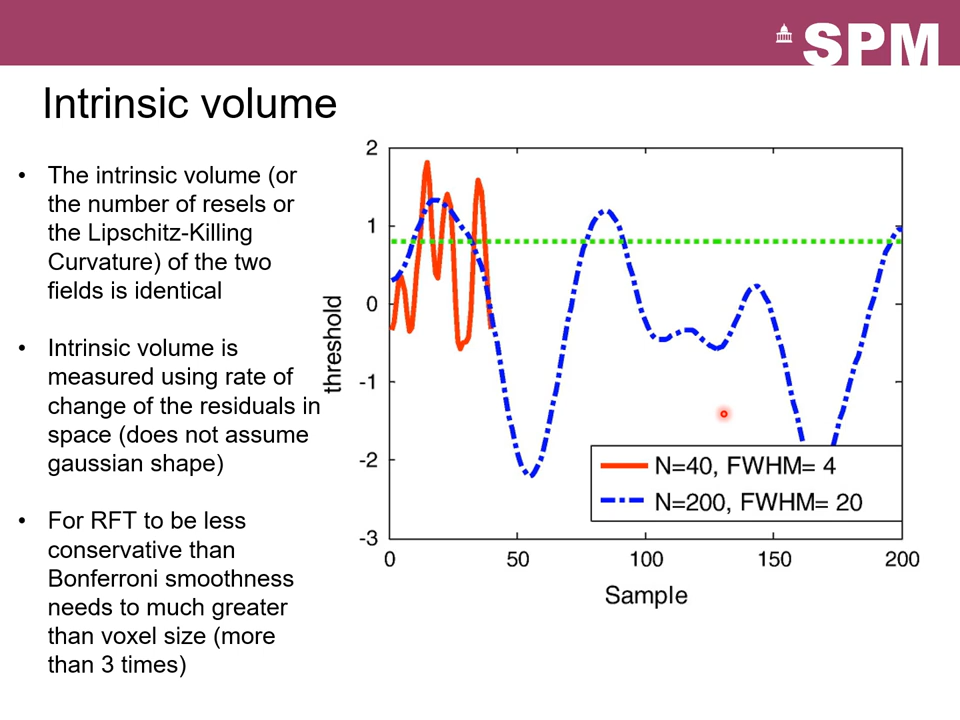 SPM
Intrinsic volume
• The intrinsic volume (or
the number of resels or
the Lipschitz-Killing
Curvature) of the two
fields is identical
• Intrinsic volume is
measured using rate of
change of the residuals in
space (does not assume
gaussian shape)
• For RFT to be less
conservative than
Bonferroni smoothness
needs to much greater
than voxel size (more
than 3 times)
threshold
2
1
0
-1
-2
-3
N=40, FWHM= 4
N=200, FWHM= 20
0 50 100 150 200
Sample